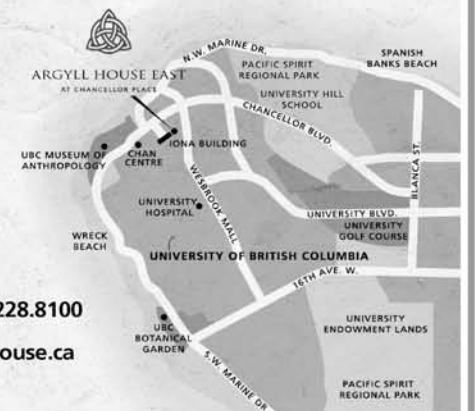 N.W. MARINE DR.
SPANISH
BANKS BEACH
PACIFIC SPIRIT
REGIONAL PARK
ARGYLL HOUSE EAST
AT CHANCELLOR PLACE
UNIVERSITY HILL
SCHOOL
CHANCELLOR BLVD.
IONA BUILDING
UBC MUSEUM OF
ANTHROPOLOGY
CHAN
CENTRE
BLANCA ST.
WESBROOK MALL
UNIVERSITY
HOSPITAL
UNIVERSITY BLVD.
UNIVERSITY
GOLF COURSE
WRECK
BEACH
UNIVERSITY OF BRITISH COLUMBIA
16TH AVE. W.
228.8100
UBC
BOTANICAL
GARDEN
UNIVERSITY
ENDOWMENT LANDS
ouse.ca
S.W. MARINE DR
PACIFIC SPIRIT
REGIONAL PARK